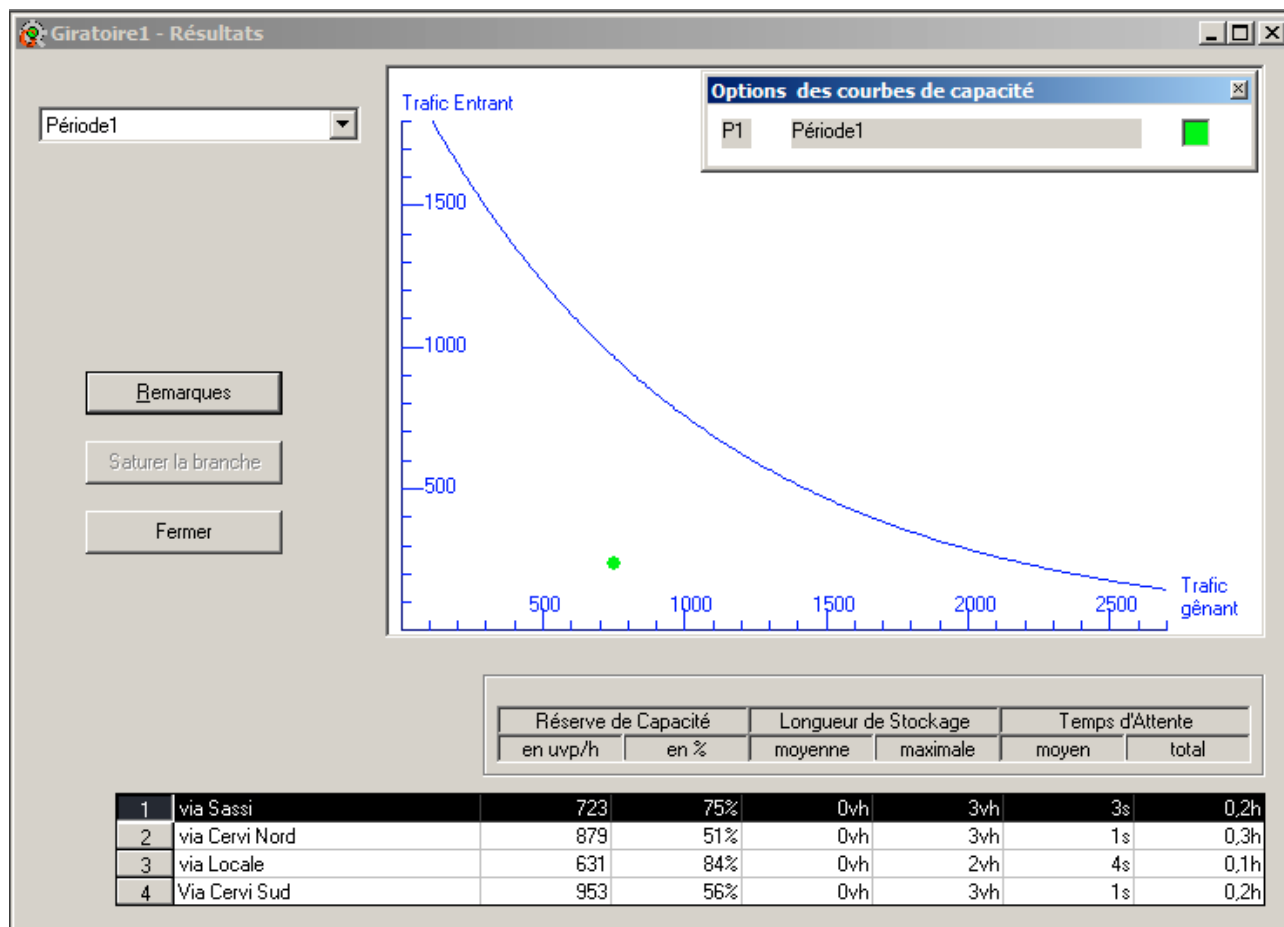 Giratoire1 - Résultats
Période1
Remarques
Saturer la branche
Fermer
Trafic Entrant
1500
1000
500
500 1000 1500 2000 2500
Trafic
gênant
Options des courbes de capacité
P1 Période1
Réserve de Capacité Longueur de Stockage Temps d'Attente
en uvp/h en % moyenne maximale moyen total
1 via Sassi 723 75% 0vh 3vh 3s 0,2h
2 via Cervi Nord 879 51% 0vh 3vh 1s 0,3h
3 via Locale 631 84% 0vh 2vh 4s 0,1h
4 Via Cervi Sud 953 56% 0vh 3vh 1s 0,2h